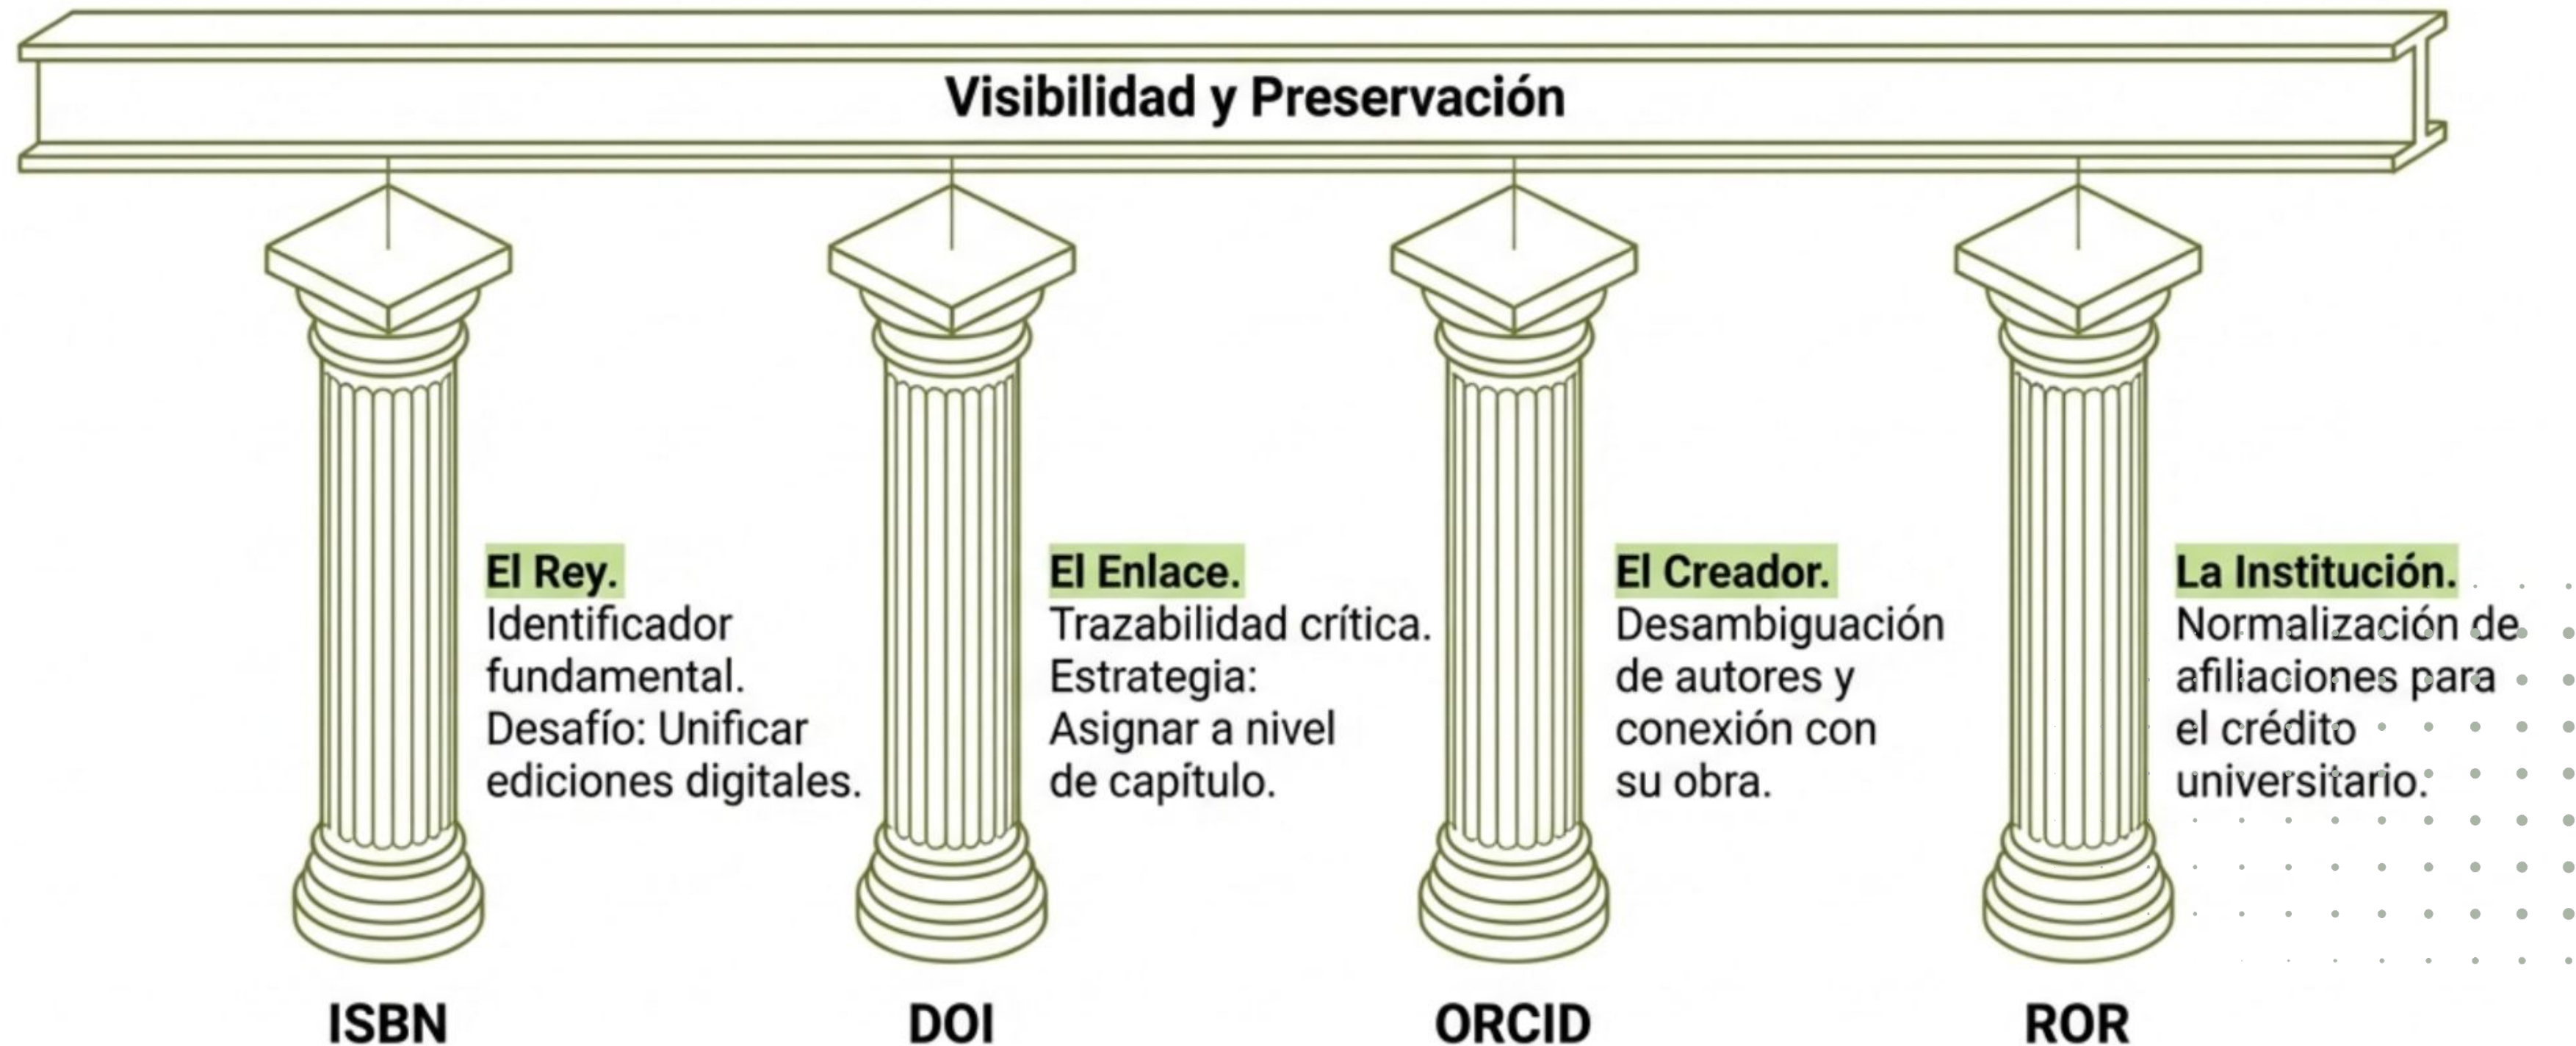 Visibilidad y Preservación
El Rey.
Identificador
fundamental.
Desafío: Unificar
ediciones digitales.
El Enlace.
Trazabilidad crítica.
Estrategia:
Asignar a nivel
de capítulo.
El Creador.
Desambiguación
de autores y
conexión con
su obra.
La Institución.
Normalización de
afiliaciones para
el crédito
universitario.
ISBN
DOI
ORCID
ROR